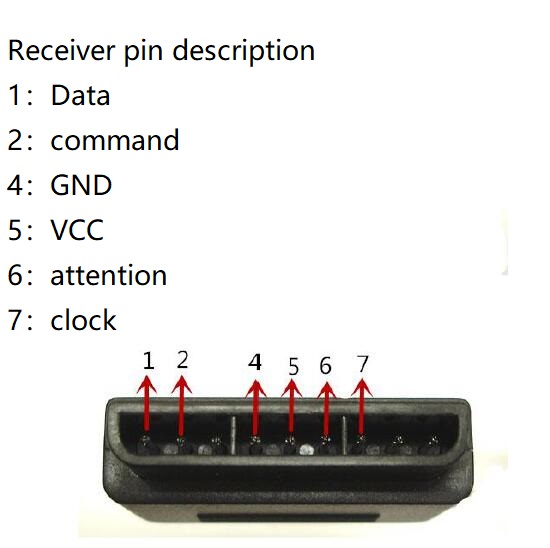 Receiver pin description
1：Data
2：command
4：GND
5：VCC
6：attention
7：clock
1 2 4 5 6 7